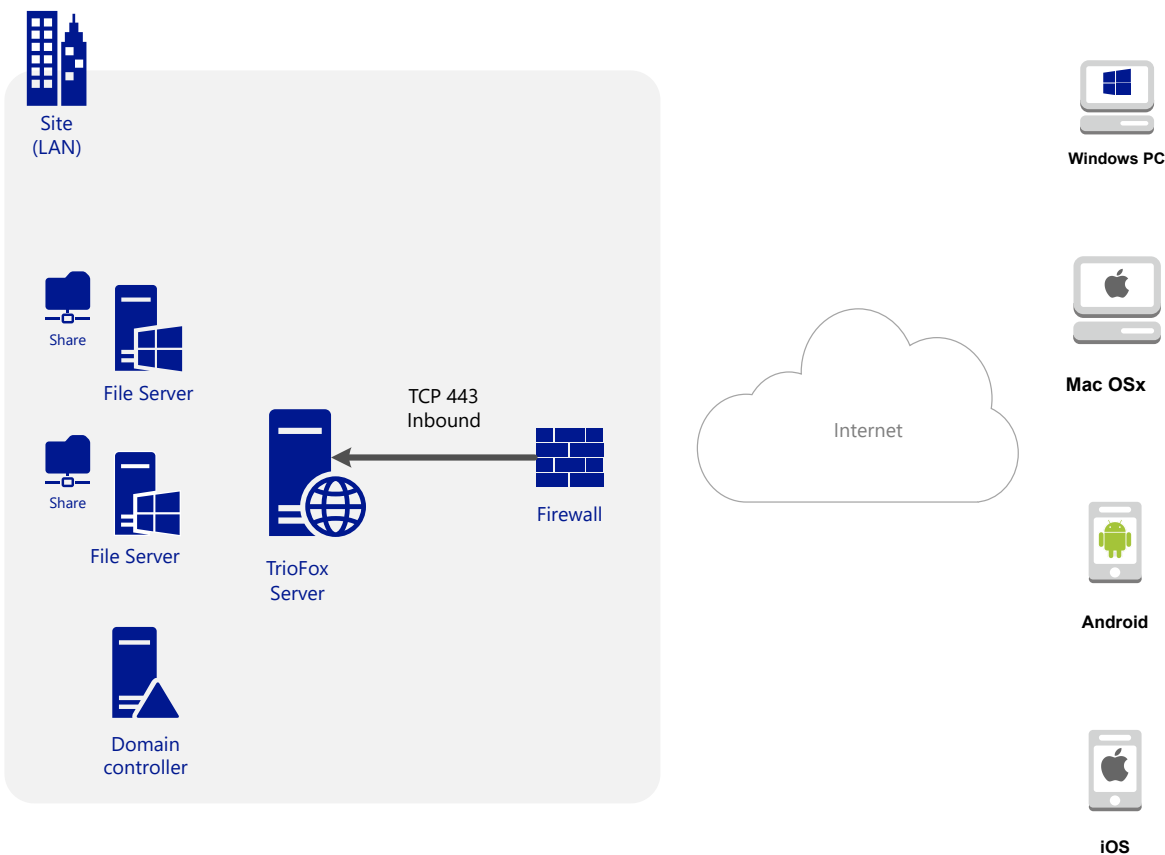 Site
(LAN)
Windows PC
Share
File Server
Mac OSx
TCP 443
Inbound
Internet
Share
File Server
Firewall
TrioFox
Server
Android
Domain
controller
iOS